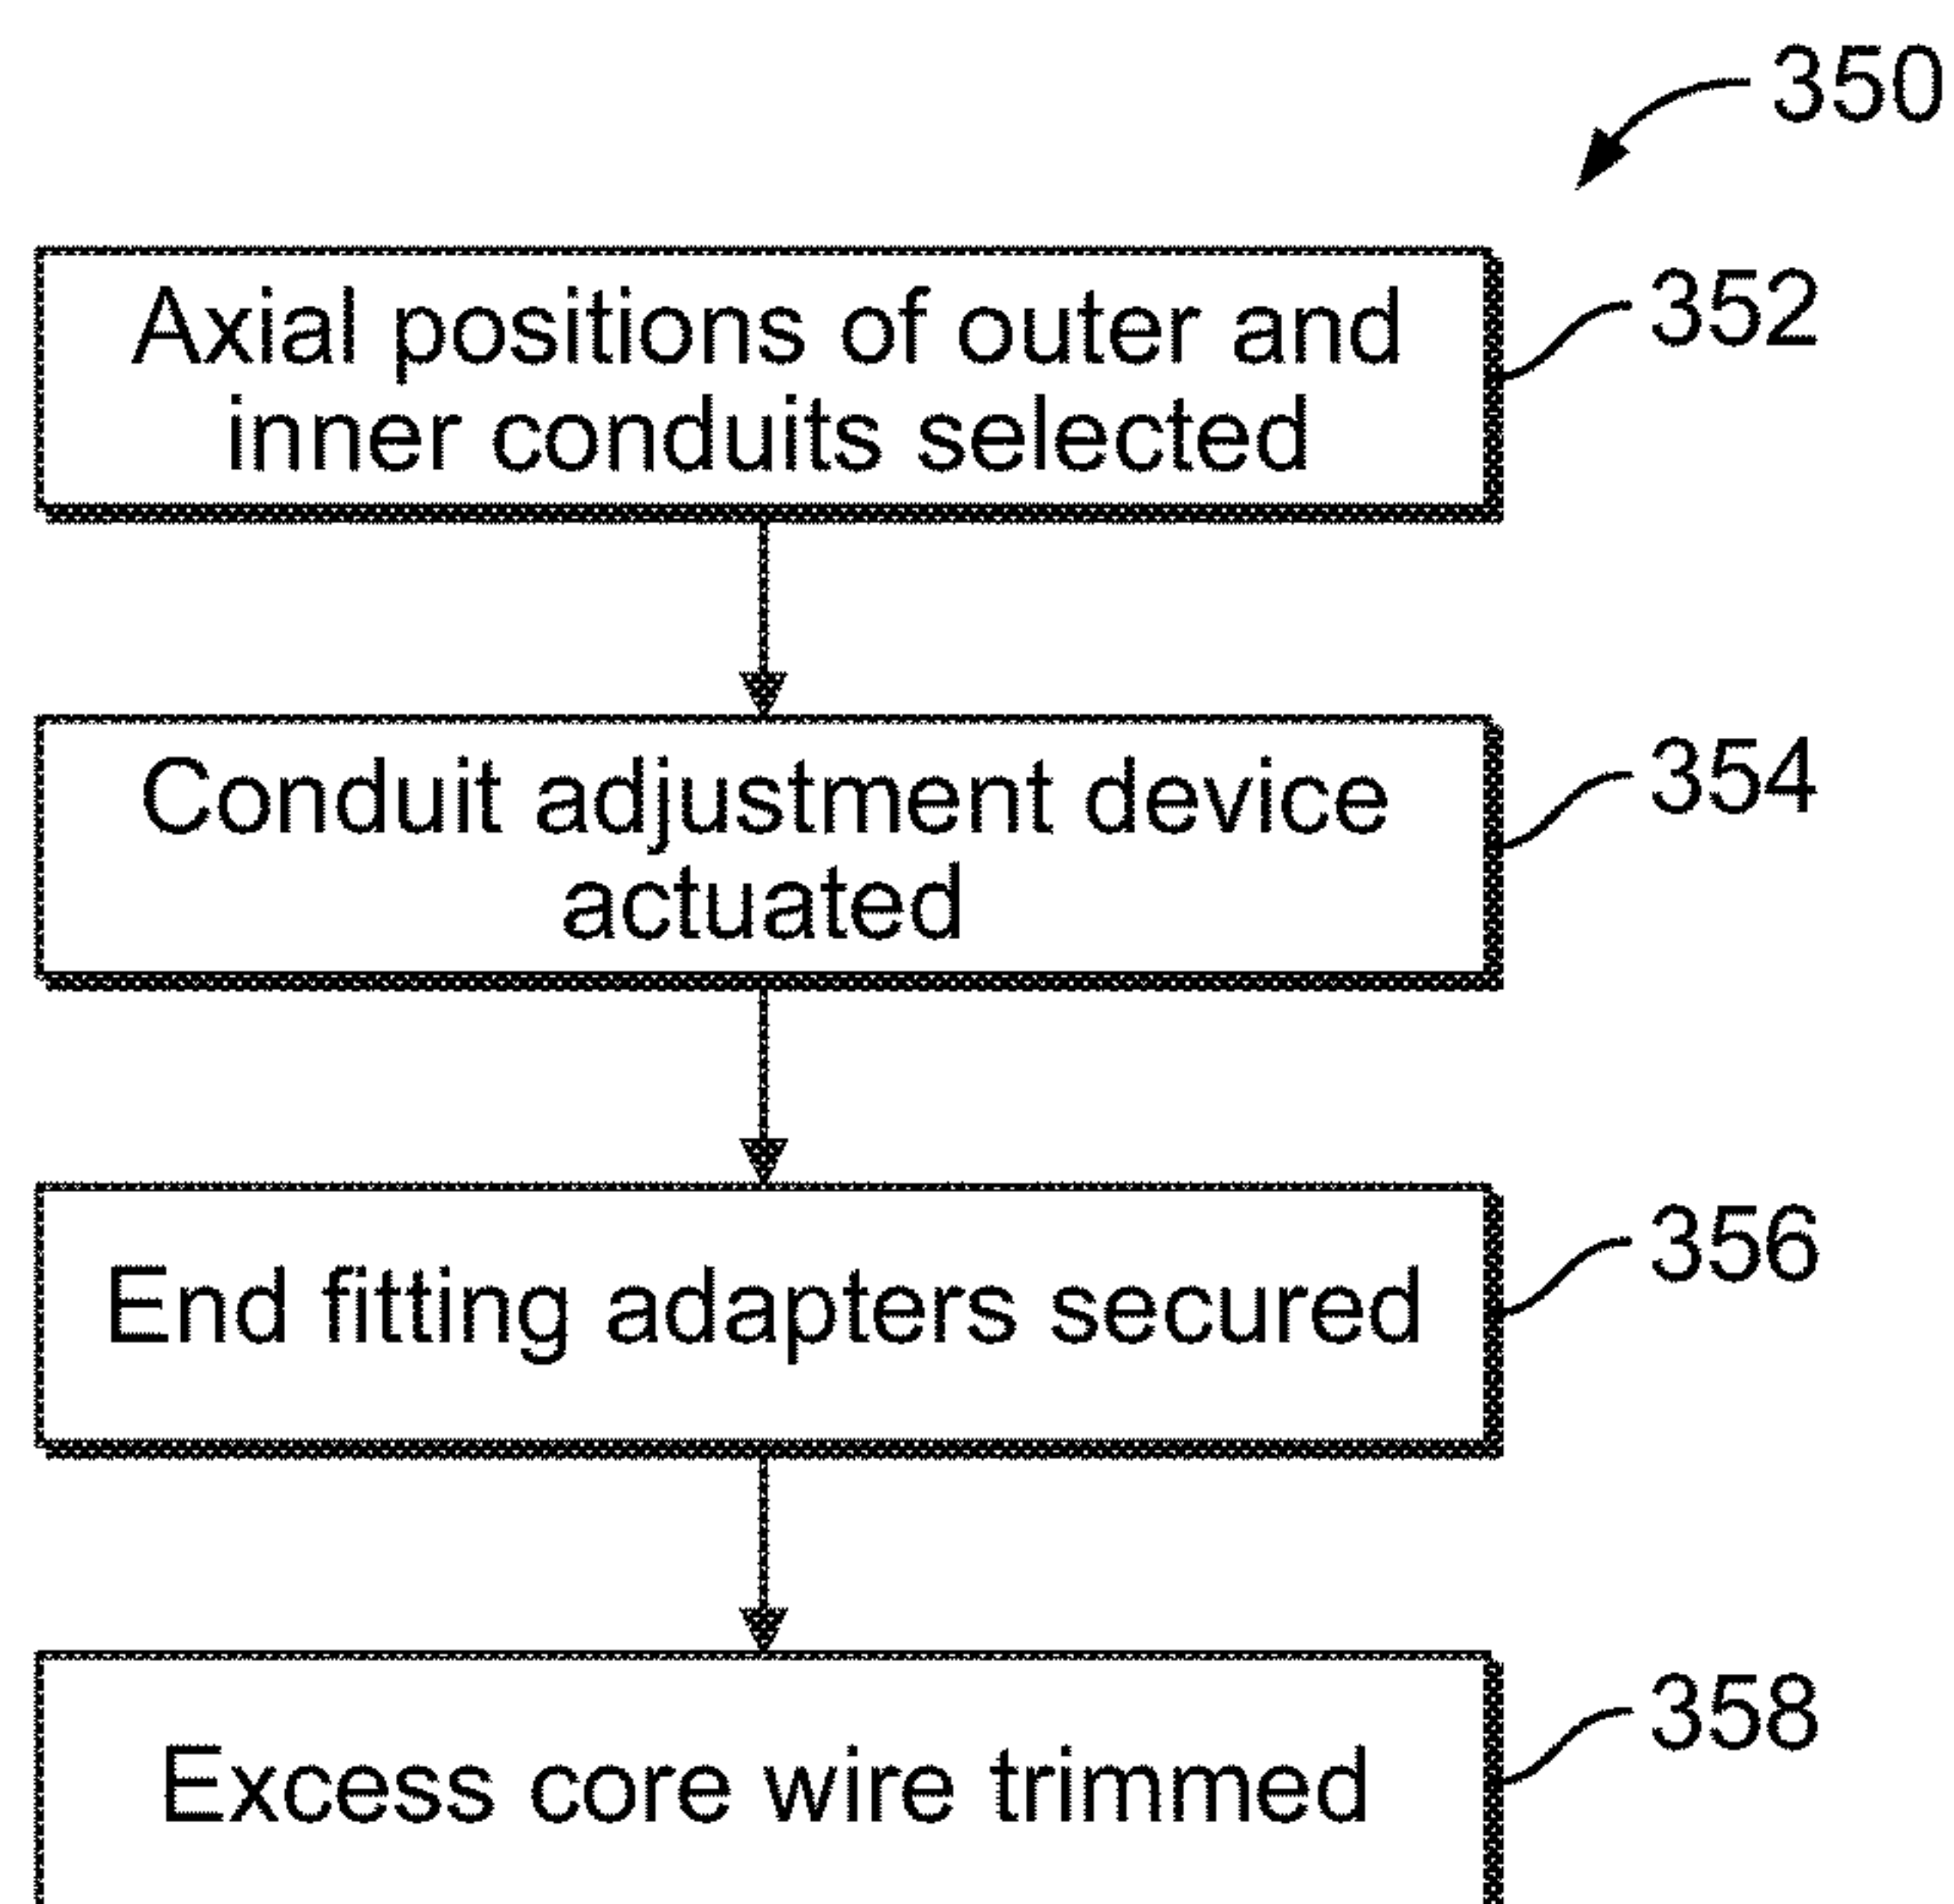 350
Axial positions of outer and
inner conduits selected
352
Conduit adjustment device
actuated
354
End fitting adapters secured
356
Excess core wire trimmed
358